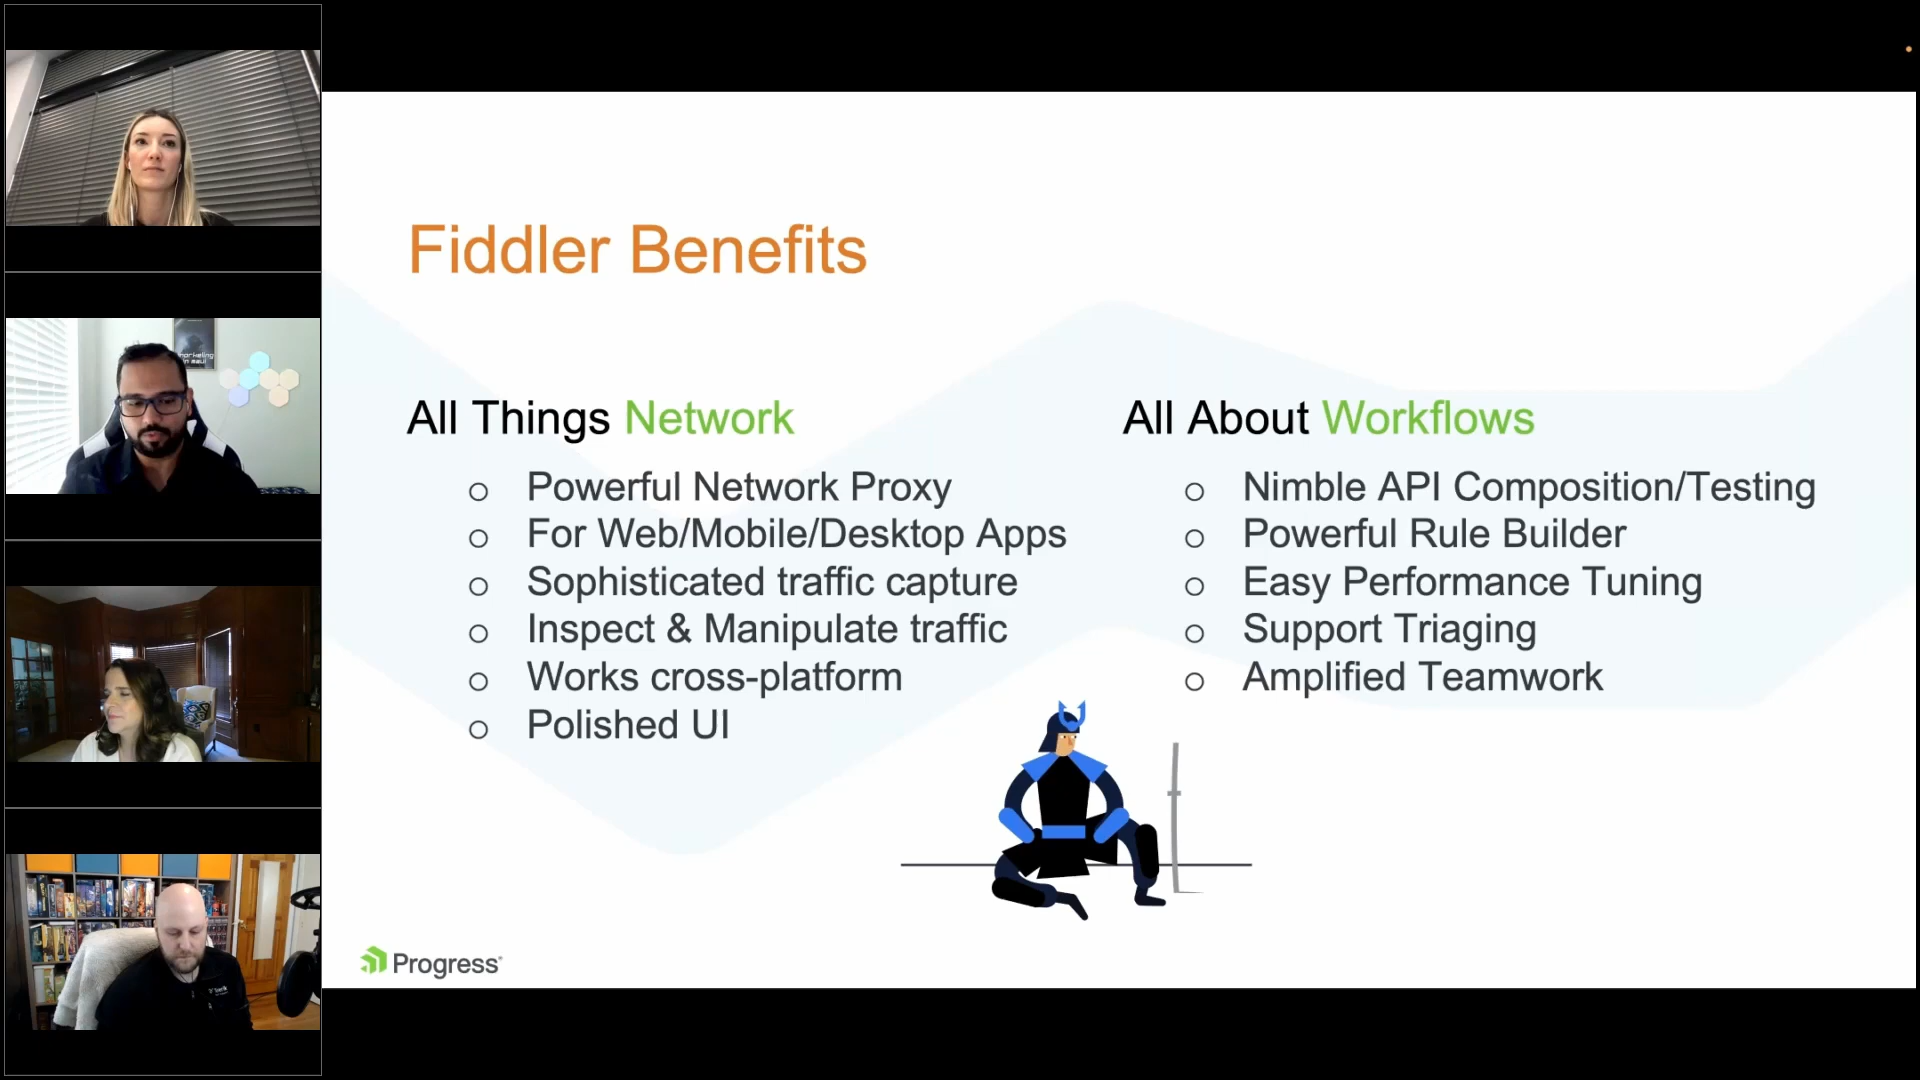 Fiddler Benefits
All Things Network
Powerful Network Proxy
For Web/Mobile/Desktop Apps
Sophisticated traffic capture
Inspect & Manipulate traffic
Works cross-platform
Polished UI
All About Workflows
Nimble API Composition/Testing
Powerful Rule Builder
Easy Performance Tuning
Support Triaging
Amplified Teamwork
Progress